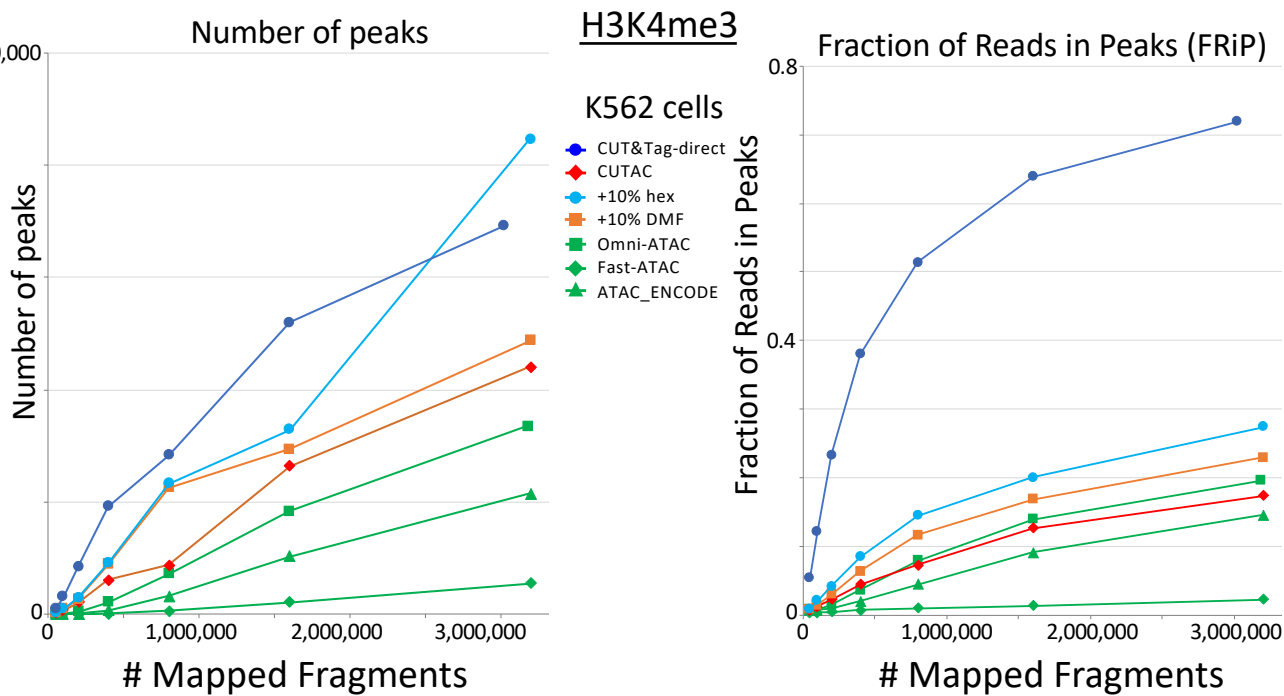 H3K4me3
Number of peaks
,000
Number of peaks
0
0
1,000,000
2,000,000
3,000,000
# Mapped Fragments
K562 cells
CUT&Tag-direct
CUTAC
+10% hex
+10% DMF
Omni-ATAC
Fast-ATAC
ATAC_ENCODE
Fraction of Reads in Peaks (FRiP)
0.8
0.4
0
Fraction of Reads in Peaks
0
1,000,000
2,000,000
3,000,000
# Mapped Fragments